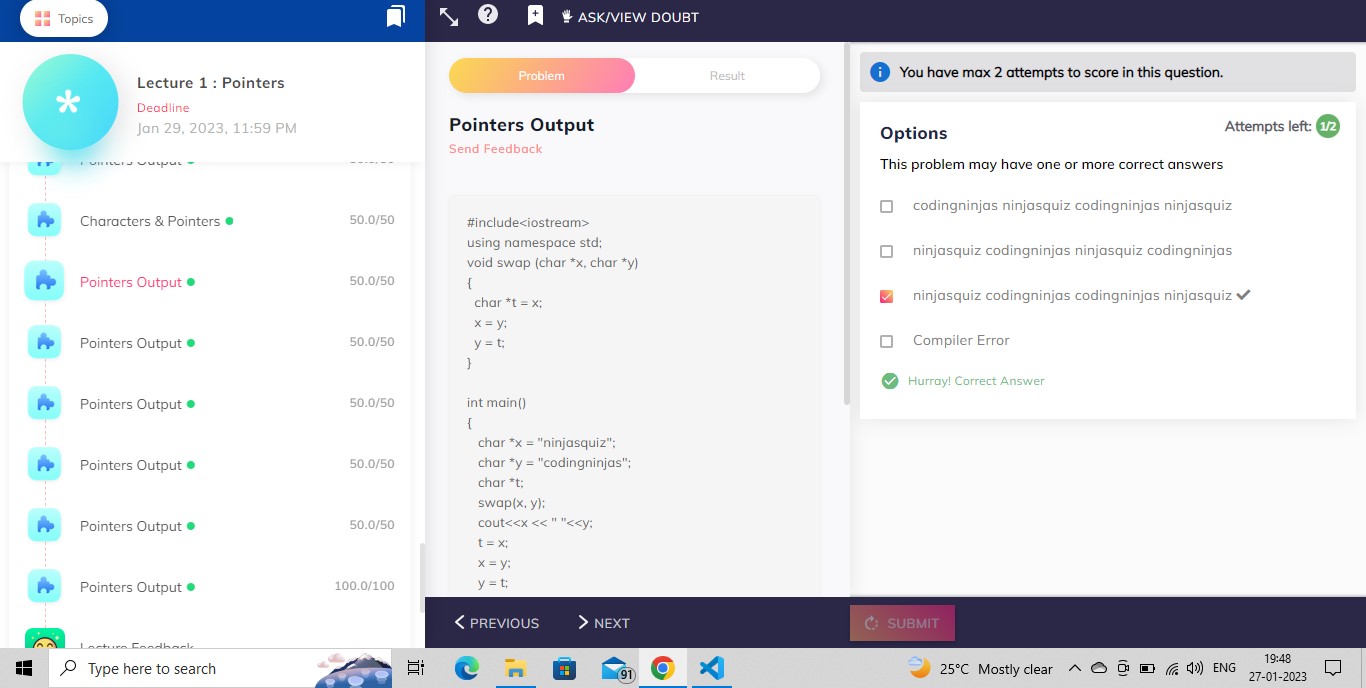 Topics
ASK/VIEW DOUBT
Lecture 1 : Pointers
Deadline
Jan 29, 2023, 11:59 PM
Pointers Output
Characters & Pointers 50.0/50
Pointers Output 50.0/50
Pointers Output 50.0/50
Pointers Output 50.0/50
Pointers Output 50.0/50
Pointers Output 50.0/50
Pointers Output 100.0/100
Lecture Feedback
Problem Result
Pointers Output
Send Feedback
#include<iostream>
using namespace std;
void swap (char *x, char *y)
{
char *t = x;
x = y;
y = t;
}
int main()
{
char *x = "ninjasquiz";
char *y = "codingninjas";
char *t;
swap(x, y);
cout<<x << " "<<y;
t = x;
x = y;
y = t;
PREVIOUS NEXT
You have max 2 attempts to score in this question.
Attempts left: 1/2
Options
This problem may have one or more correct answers
codingninjas ninjasquiz codingninjas ninjasquiz
ninjasquiz codingninjas ninjasquiz codingninjas
ninjasquiz codingninjas codingninjas ninjasquiz
Compiler Error
Hurray! Correct Answer
SUBMIT
Type here to search
91
25°C Mostly clear
ENG
19:48
27-01-2023